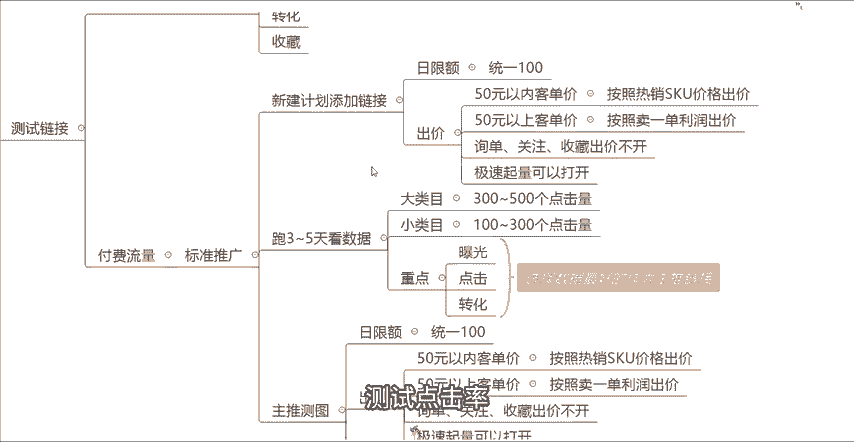 转化
收藏
日限额 统一100
新建计划添加链接
50元以内客单价 按照热销SKU价格出价
测试链接
出价
50元以上客单价 按照卖一单利润出价
询单、关注、收藏出价不开
极速起量可以打开
大类目 300~500个点击量
小类目 100~300个点击量
跑3~5天看数据
付费流量 标准推广
曝光
重点
点击
转化
日限额 统一100
50元以内客单价 按照热销SKU价格出价
50元以上客单价 按照卖一单利润出价
测试点击率
主推测图
询单、关注、收藏出价不开
极速起量可以打开